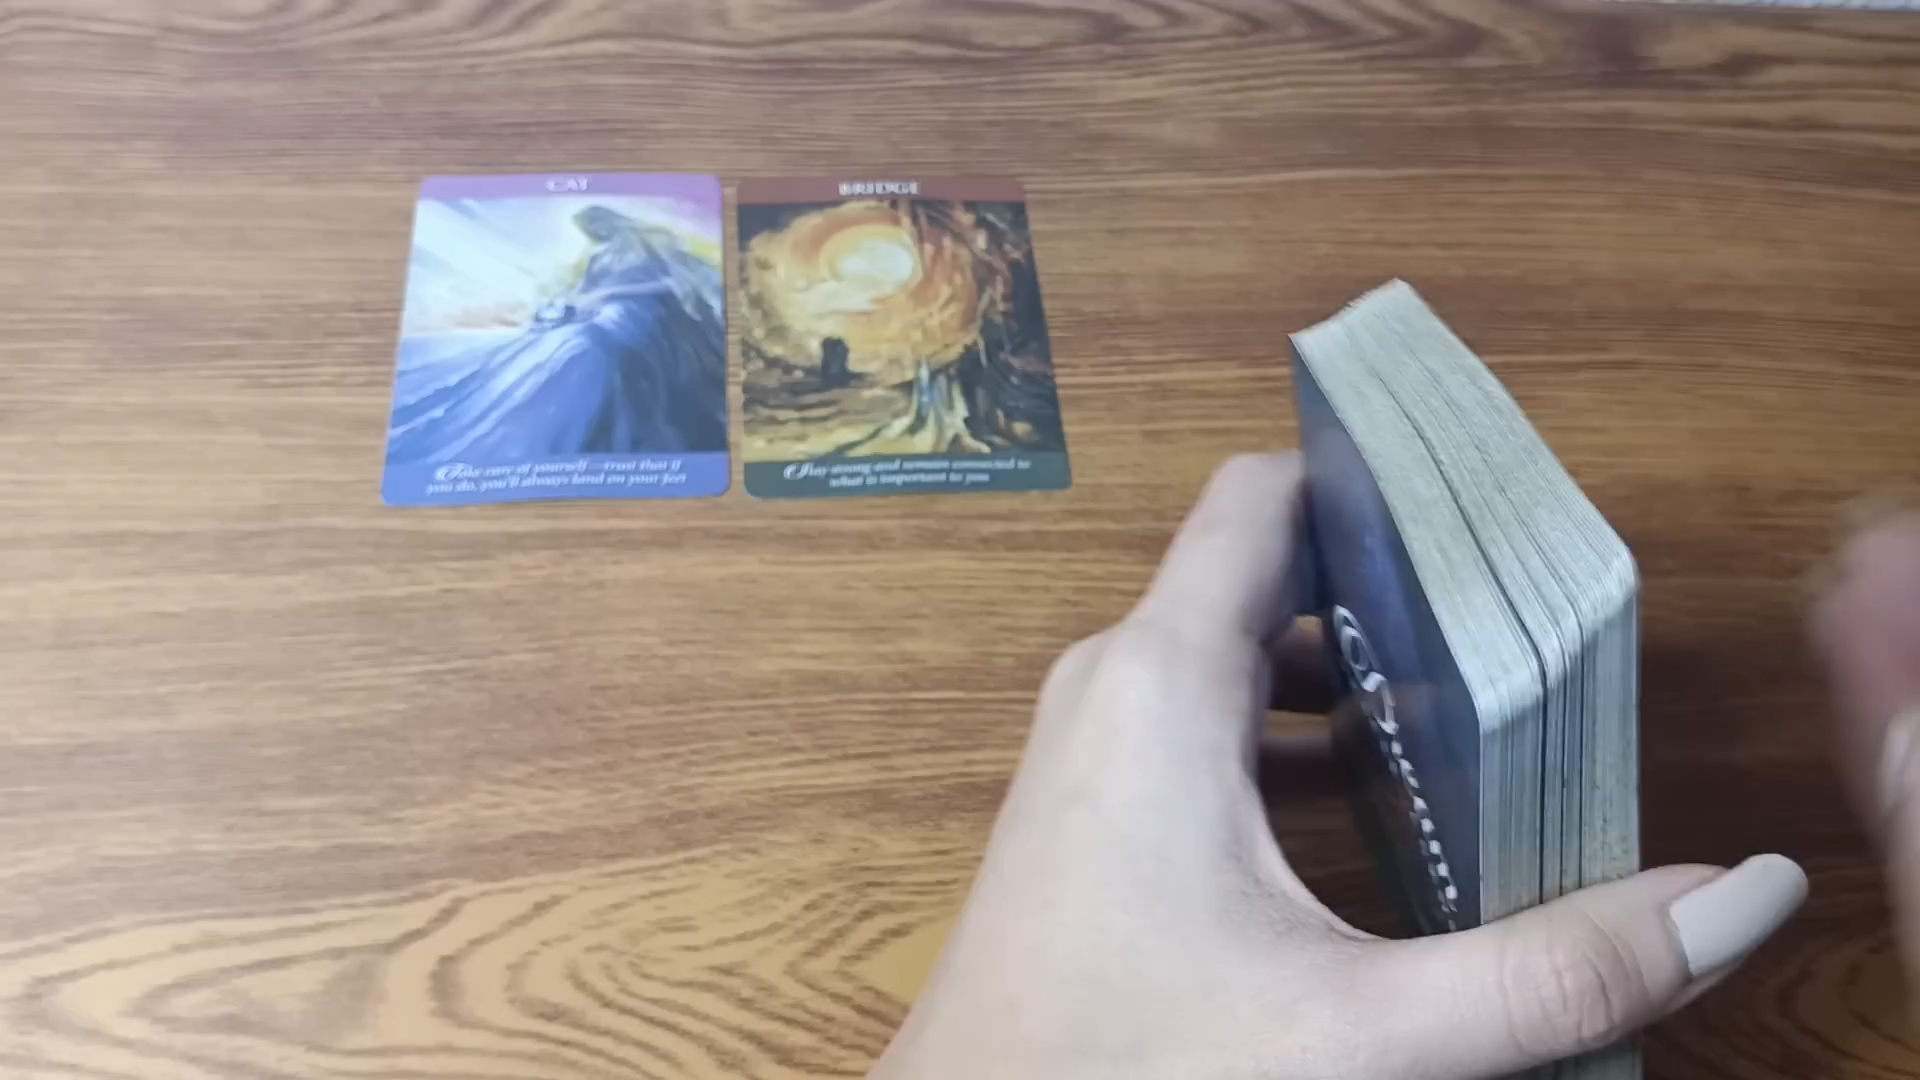 CAT
Take care of yourself—trust that if
you do, you'll always land on your feet
BRIDGE
Stay strong and remain connected to
what is important to you